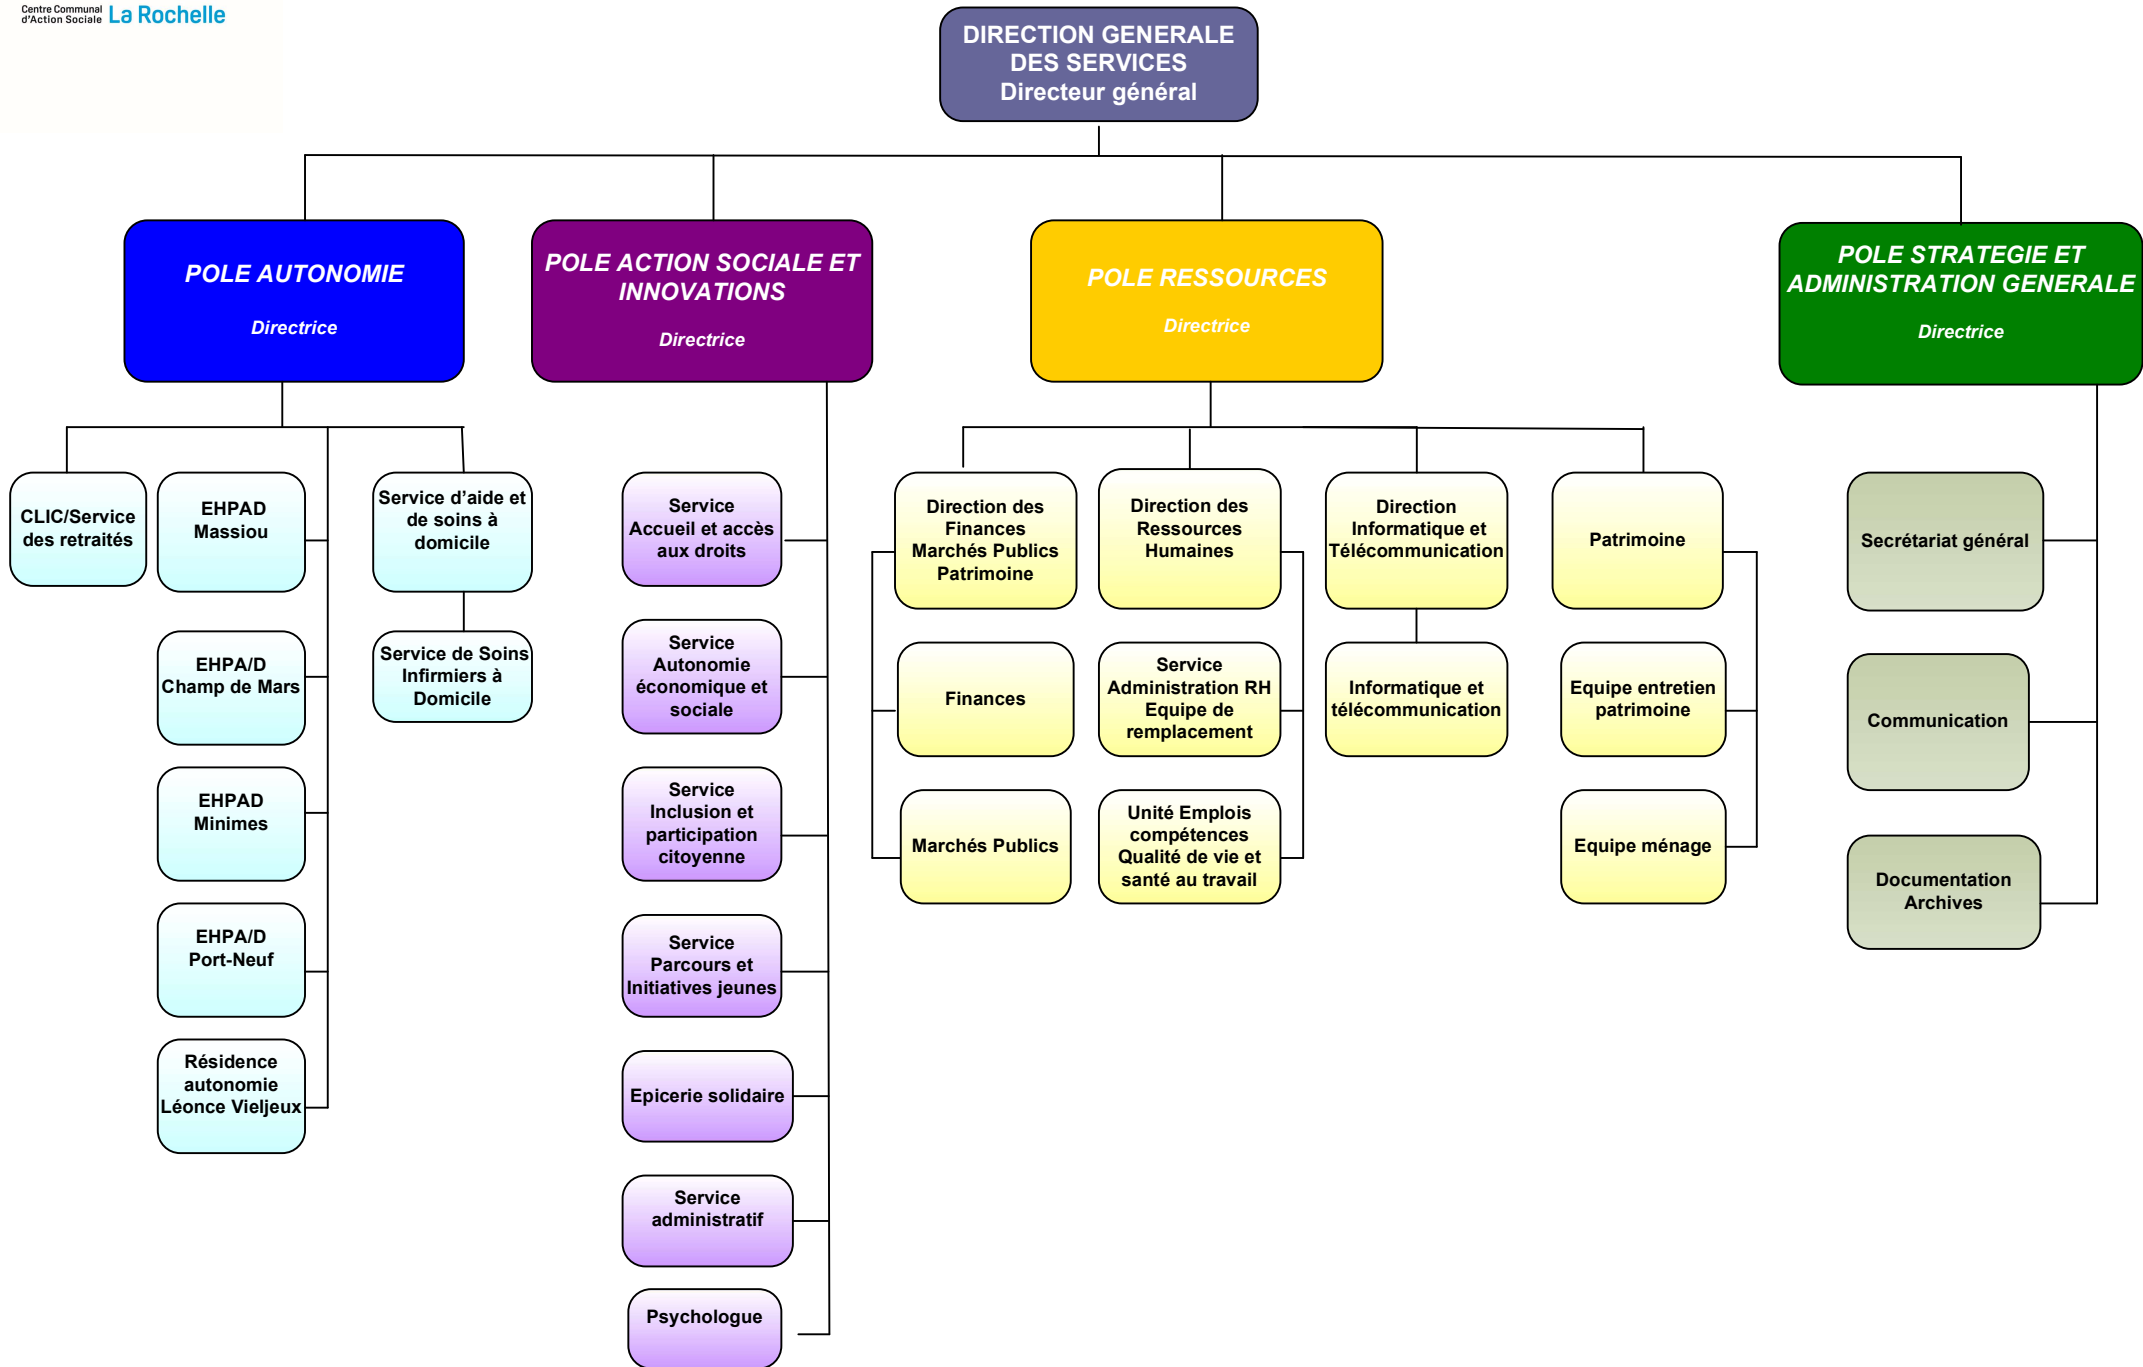 Centre Communal
d'Action Sociale La Rochelle
DIRECTION GENERALE
DES SERVICES
Directeur général
POLE AUTONOMIE
Directrice
POLE ACTION SOCIALE ET
INNOVATIONS
Directrice
POLE RESSOURCES
Directrice
POLE STRATEGIE ET
ADMINISTRATION GENERALE
Directrice
CLIC/Service
des retraités
EHPAD
Massiou
EHPA/D
Champ de Mars
EHPAD
Minimes
EHPA/D
Port-Neuf
Résidence
autonomie
Léonce Vieljeux
Service d’aide et
de soins à
domicile
Service de Soins
Infirmiers à
Domicile
Service
Accueil et accès
aux droits
Service
Autonomie
économique et
sociale
Service
Inclusion et
participation
citoyenne
Service
Parcours et
Initiatives jeunes
Epicerie solidaire
Service
administratif
Psychologue
Direction des
Finances
Marchés Publics
Patrimoine
Finances
Marchés Publics
Direction des
Ressources
Humaines
Service
Administration RH
Equipe de
remplacement
Unité Emplois
compétences
Qualité de vie et
santé au travail
Direction
Informatique et
Télécommunication
Informatique et
télécommunication
Patrimoine
Equipe entretien
patrimoine
Equipe ménage
Secrétariat général
Communication
Documentation
Archives